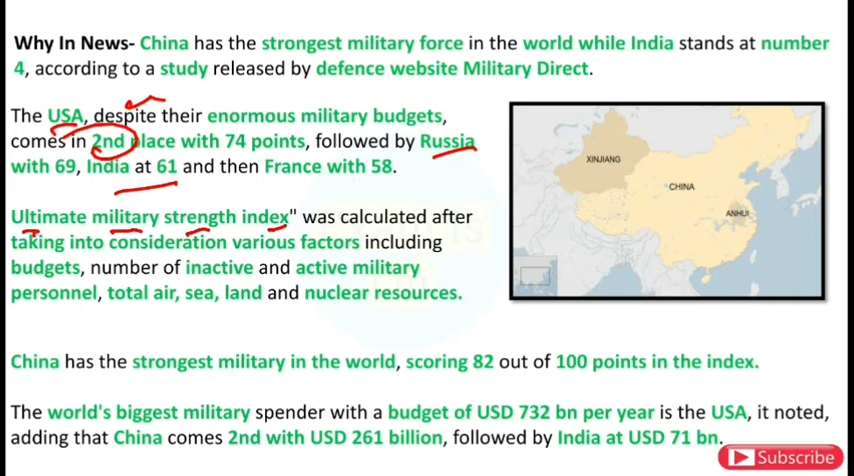 Why In News- China has the strongest military force in the world while India stands at number
4, according to a study released by defence website Military Direct.
The USA, despite their enormous military budgets,
comes in 2nd place with 74 points, followed by Russia
with 69, India at 61 and then France with 58.
Ultimate military strength index" was calculated after
taking into consideration various factors including
budgets, number of inactive and active military
personnel, total air, sea, land and nuclear resources.
XINJIANG
CHINA
ANHUI
China has the strongest military in the world, scoring 82 out of 100 points in the index.
The world's biggest military spender with a budget of USD 732 bn per year is the USA, it noted,
adding that China comes 2nd with USD 261 billion, followed by India at USD 71 bn.
Subscribe